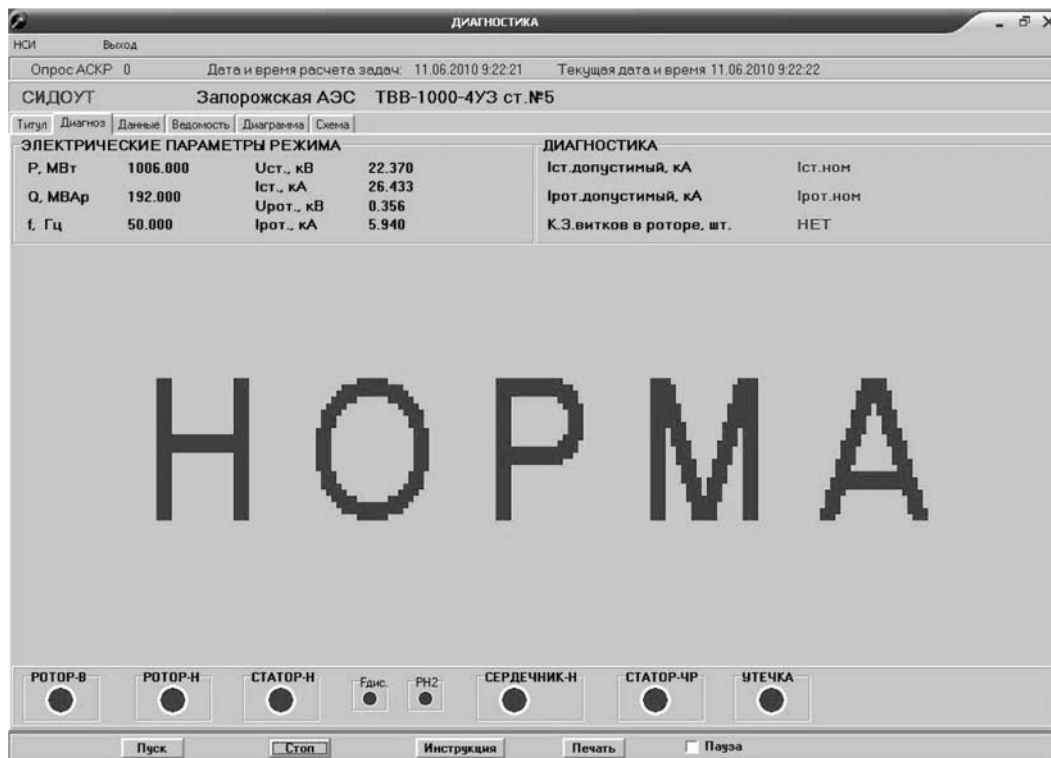 ДИАГНОСТИКА
НСИ Выход
Опрос АСКР 0 Дата и время расчета задач: 11.06.2010 9:22:21 Текущая дата и время 11.06.2010 9:22:22
СИДОУТ Запорожская АЭС ТВВ-1000-4УЗ ст.№5
Титул Диагноз Данные Ведомость Диаграмма Схема
ЭЛЕКТРИЧЕСКИЕ ПАРАМЕТРЫ РЕЖИМА ДИАГНОСТИКА
P, МВт 1006.000 Uст., кВ 22.370 Iст.допустимый, кА Iст.ном
Iст., кА 26.433
Q, МВАр 192.000 Uрот., кВ 0.356 Iрот.допустимый, кА Iрот.ном
f, Гц 50.000 Iрот., кА 5.940 К.З.витков в роторе, шт. НЕТ
НОРМА
РОТОР-В РОТОР-Н СТАТОР-Н Fдис. РН2 СЕРДЕЧНИК-Н СТАТОР-ЧР УТЕЧКА
Пуск Стоп Инструкция Печать Пауза